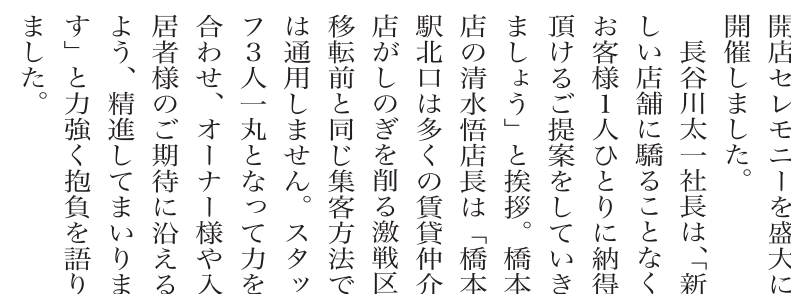 開店セレモニーを盛大に
開催しました。
　長谷川太一社長は、「新
しい店舗に驕ることなく
お客様１人ひとりに納得
頂けるご提案をしていき
ましょう」と挨拶。橋本
店の清水悟店長は「橋本
駅北口は多くの賃貸仲介
店がしのぎを削る激戦区
移転前と同じ集客方法で
は通用しません。スタッ
フ３人一丸となって力を
合わせ、オーナー様や入
居者様のご期待に沿える
よう、精進してまいりま
す」と力強く抱負を語り
ました。